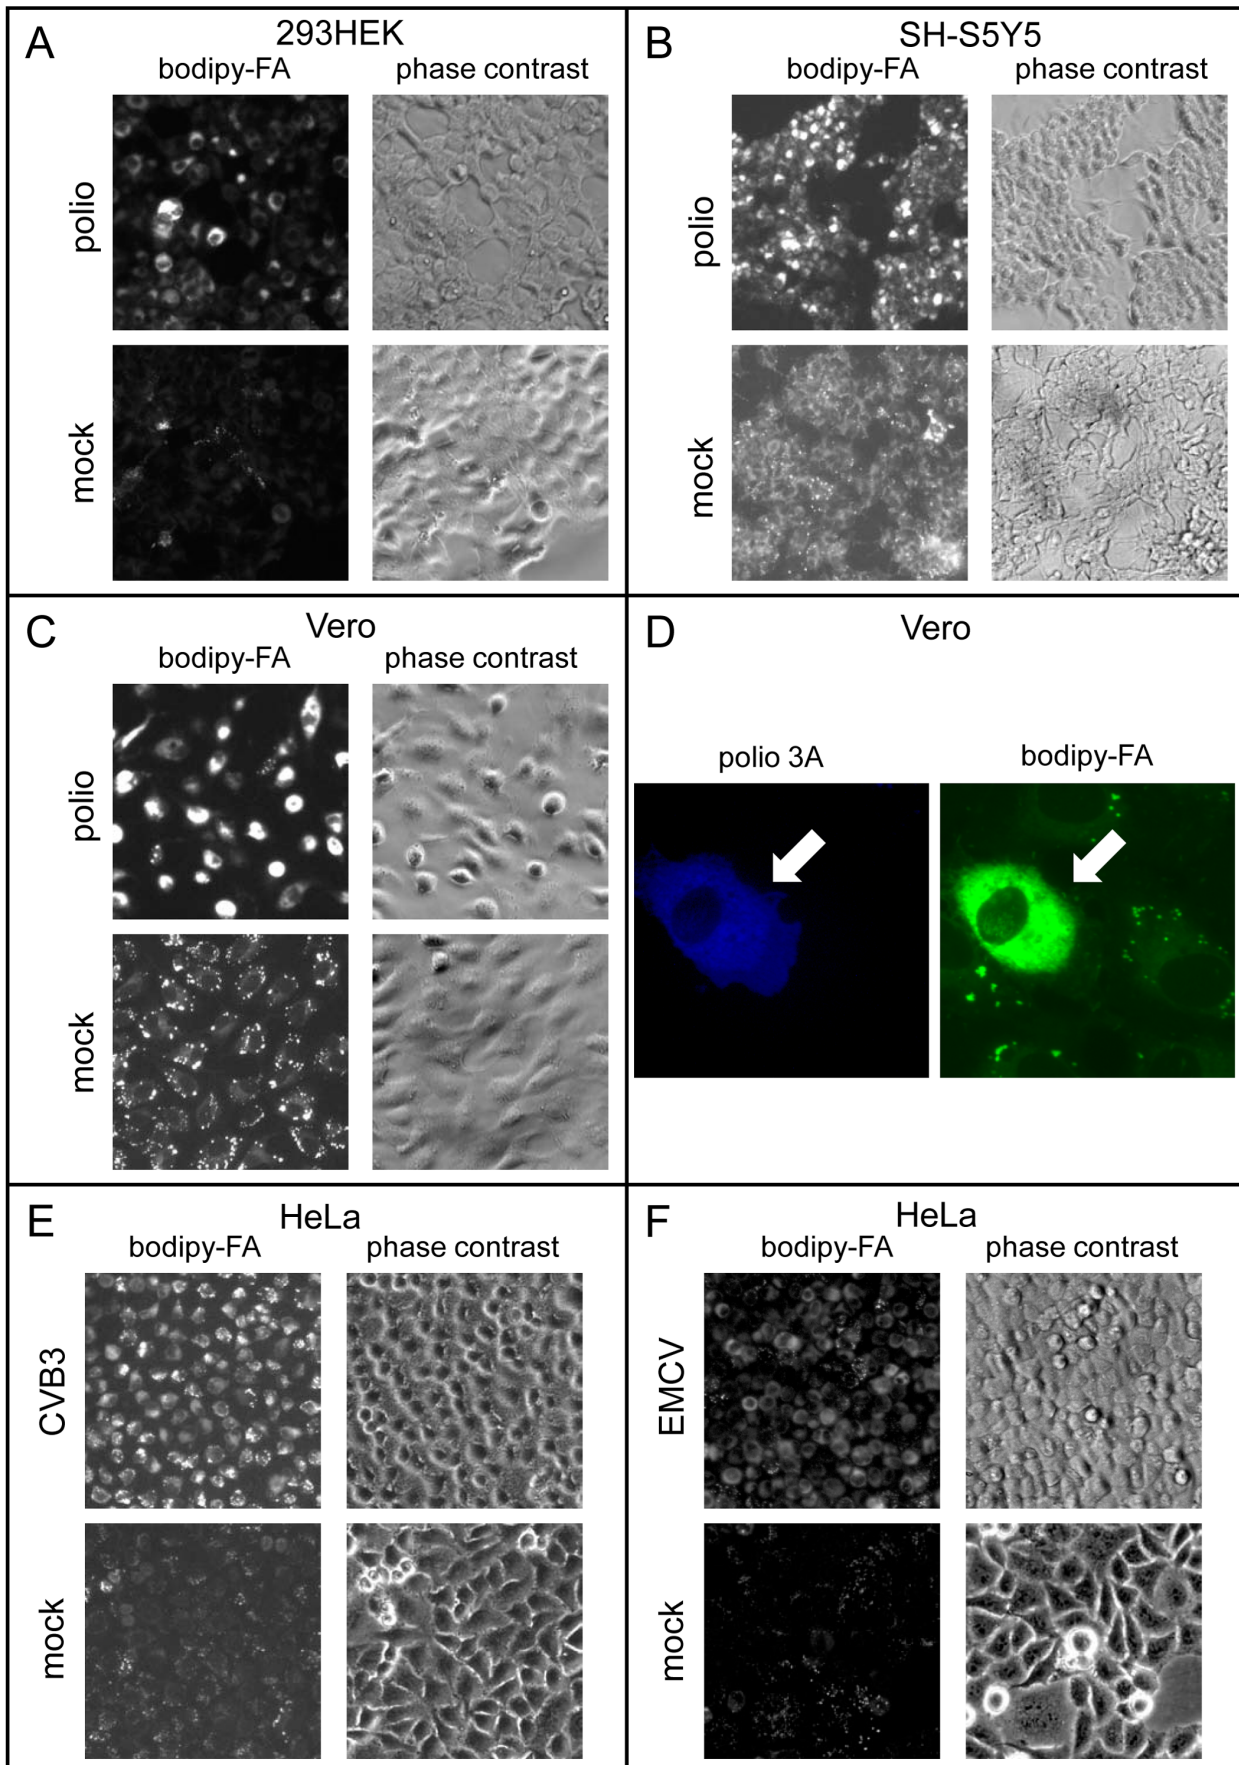 A
293HEK
bodipy-FA phase contrast
polio
mock
B
SH-S5Y5
bodipy-FA phase contrast
polio
mock
C
Vero
bodipy-FA phase contrast
polio
mock
D
Vero
polio 3A bodipy-FA
E
HeLa
bodipy-FA phase contrast
CVB3
mock
F
HeLa
bodipy-FA phase contrast
EMCV
mock